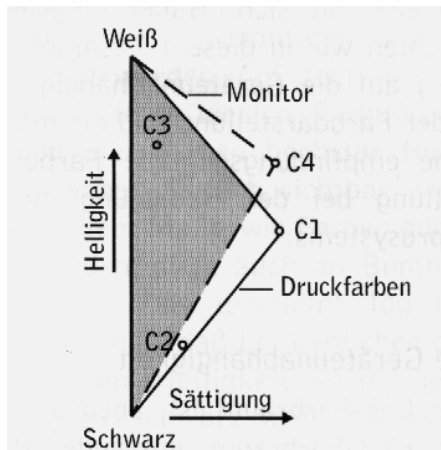 Weiß
Monitor
C3
C4
Helligkeit
C1
Druckfarben
C2
Sättigung
Schwarz